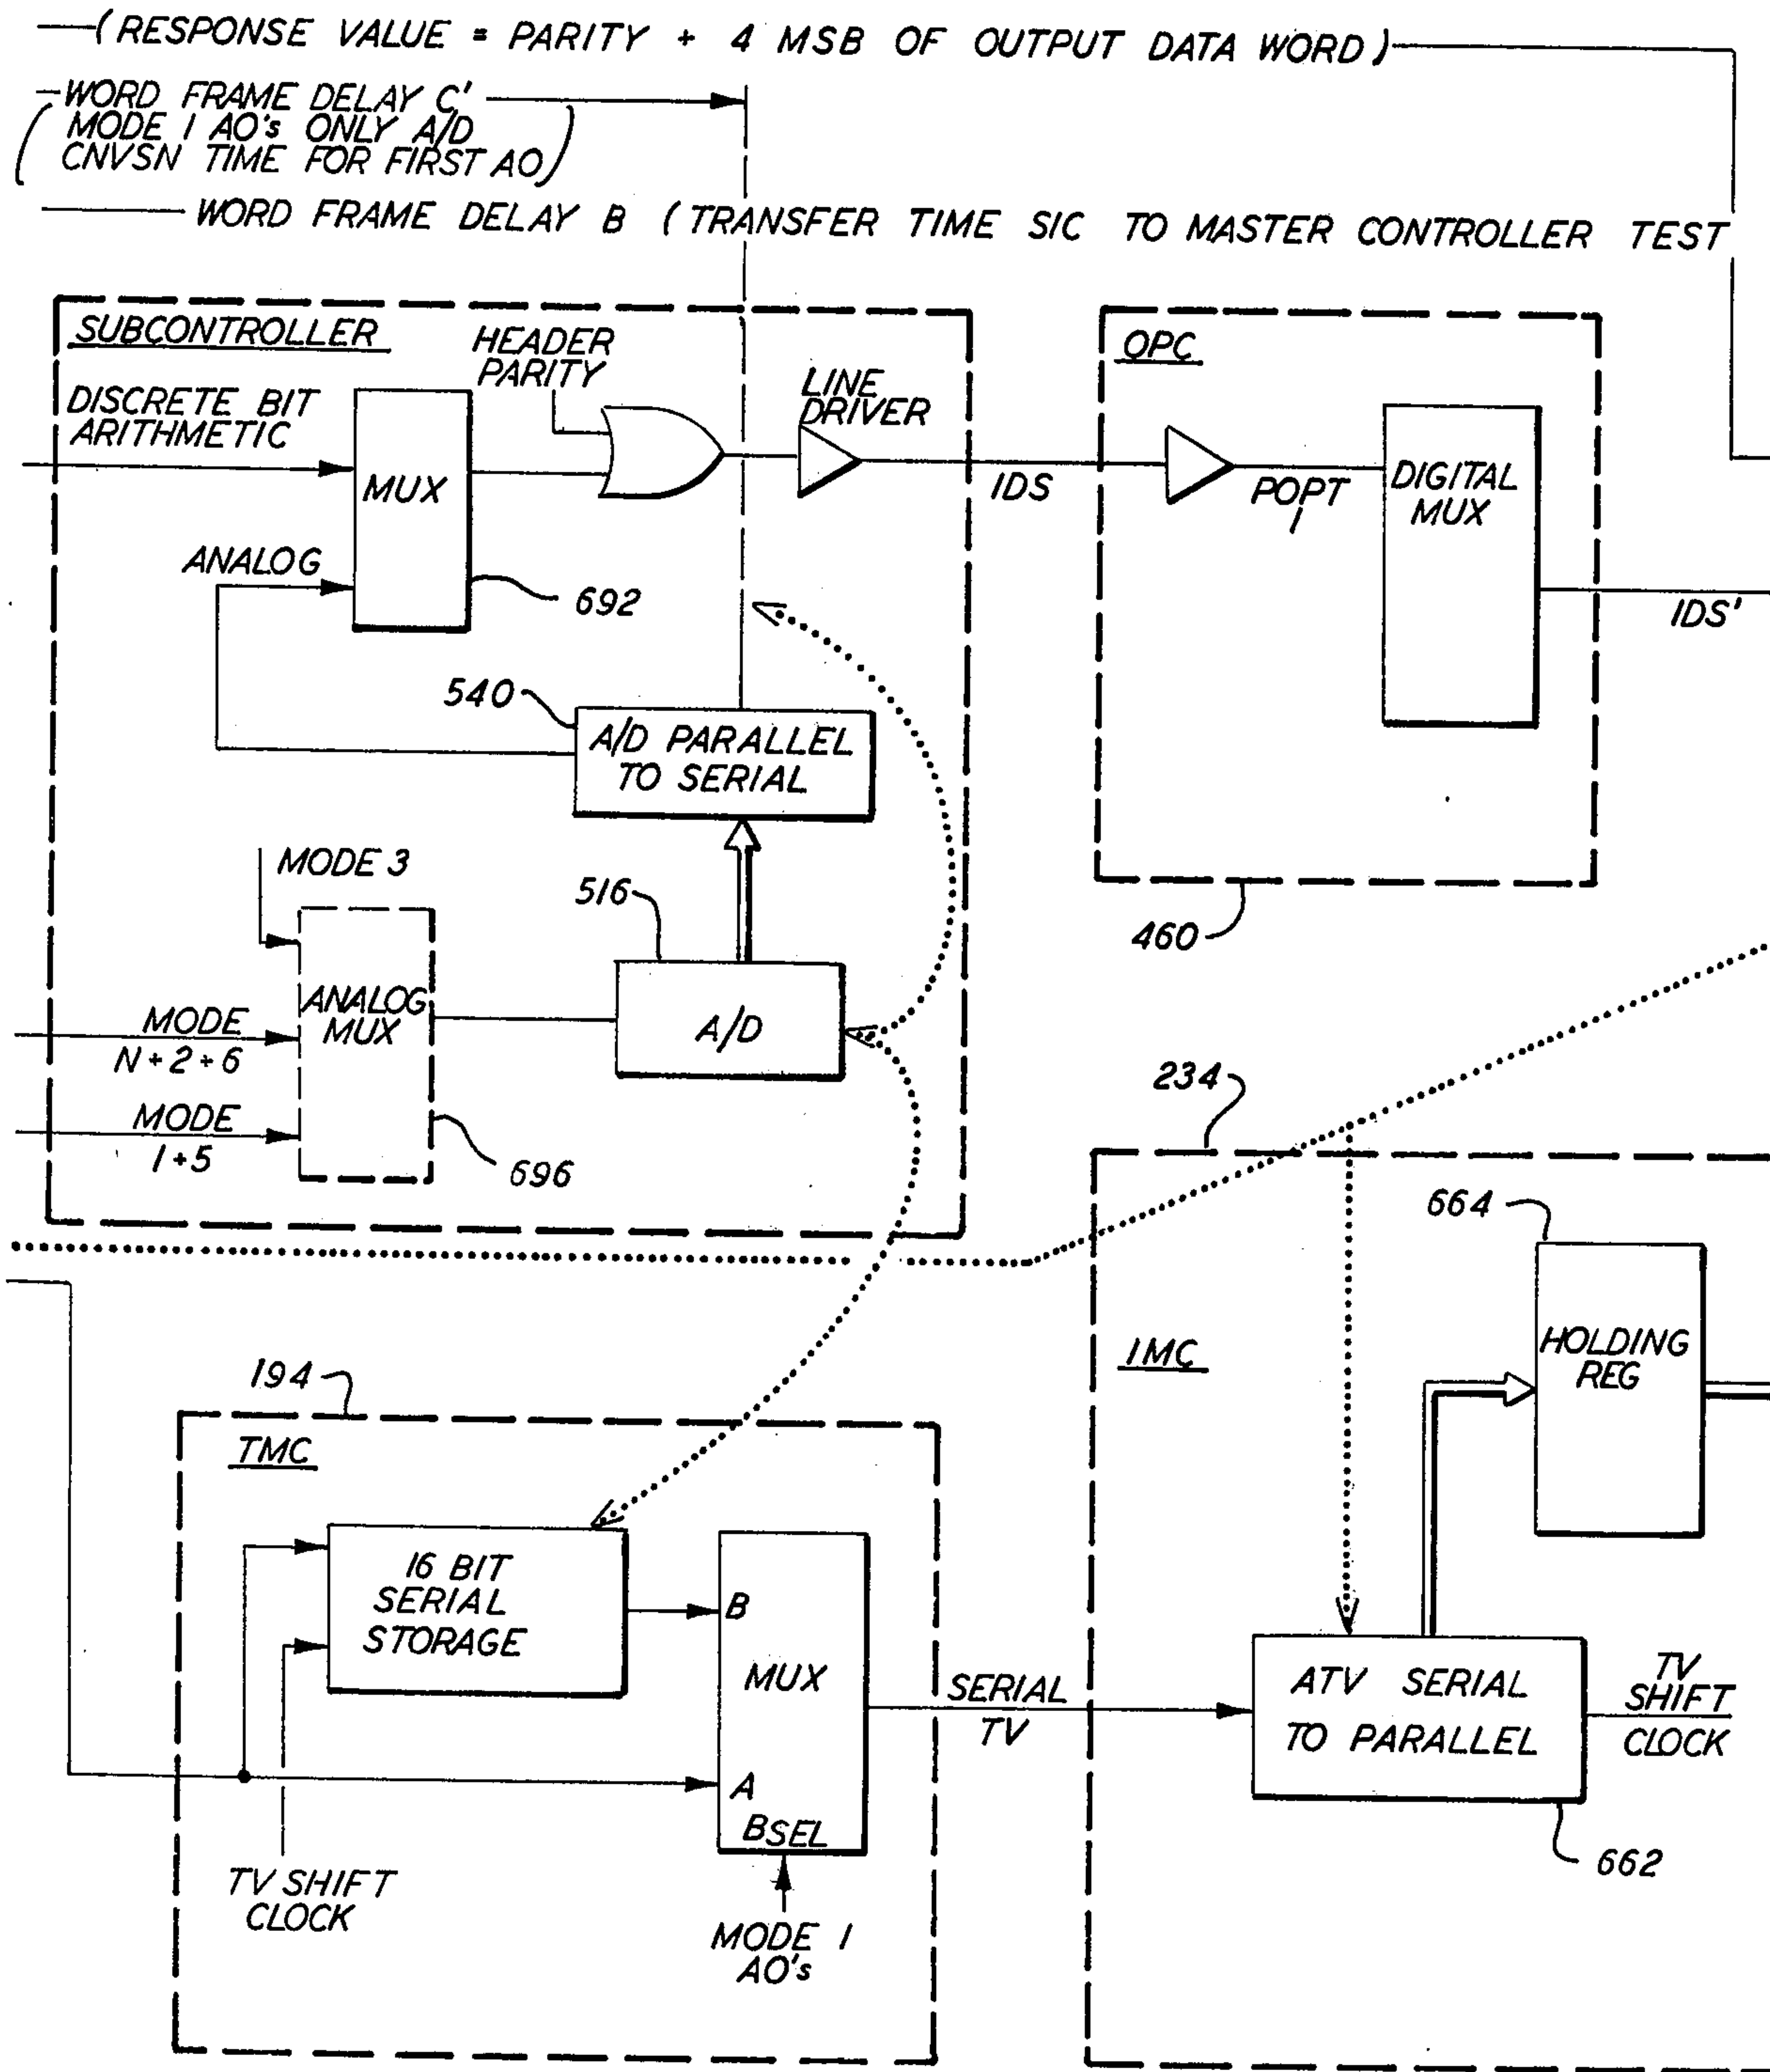 (RESPONSE VALUE = PARITY + 4 MSB OF OUTPUT DATA WORD)
WORD FRAME DELAY C'
(MODE 1 AO's ONLY A/D
CNVSN TIME FOR FIRST AO)
WORD FRAME DELAY B (TRANSFER TIME SIC TO MASTER CONTROLLER TEST
SUBCONTROLLER
HEADER
PARITY
LINE
DRIVER
DISCRETE BIT
ARITHMETIC
MUX
ANALOG
692
IDS
OPC
POPT
1
DIGITAL
MUX
IDS'
540
A/D PARALLEL
TO SERIAL
MODE 3
516
460
ANALOG
MUX
A/D
MODE
N+2+6
MODE
1+5
696
234
664
HOLDING
REG
IMC
194
TMC
16 BIT
SERIAL
STORAGE
B
MUX
A
BSEL
SERIAL
TV
ATV SERIAL
TO PARALLEL
TV
SHIFT
CLOCK
662
TV SHIFT
CLOCK
MODE 1
AO's